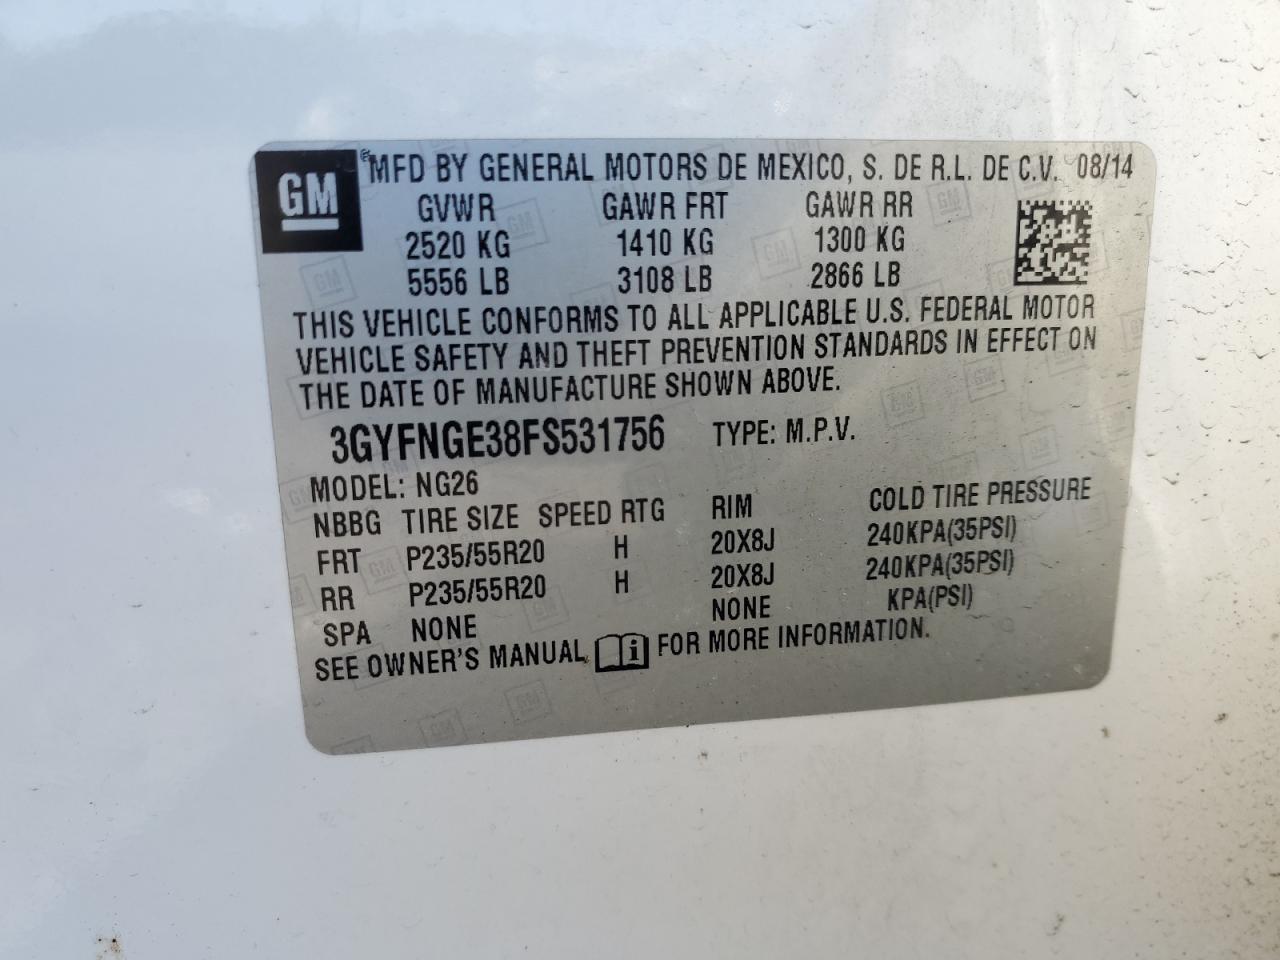 GM ® MFD BY GENERAL MOTORS DE MEXICO, S. DE R.L. DE C.V. 08/14
GVWR GAWR FRT GAWR RR
2520 KG 1410 KG 1300 KG
5556 LB 3108 LB 2866 LB
THIS VEHICLE CONFORMS TO ALL APPLICABLE U.S. FEDERAL MOTOR
VEHICLE SAFETY AND THEFT PREVENTION STANDARDS IN EFFECT ON
THE DATE OF MANUFACTURE SHOWN ABOVE.
3GYFNGE38FS531756 TYPE: M.P.V.
MODEL: NG26
NBBG TIRE SIZE SPEED RTG RIM COLD TIRE PRESSURE
FRT P235/55R20 H 20X8J 240KPA(35PSI)
RR P235/55R20 H 20X8J 240KPA(35PSI)
SPA NONE NONE KPA(PSI)
SEE OWNER'S MANUAL i FOR MORE INFORMATION.